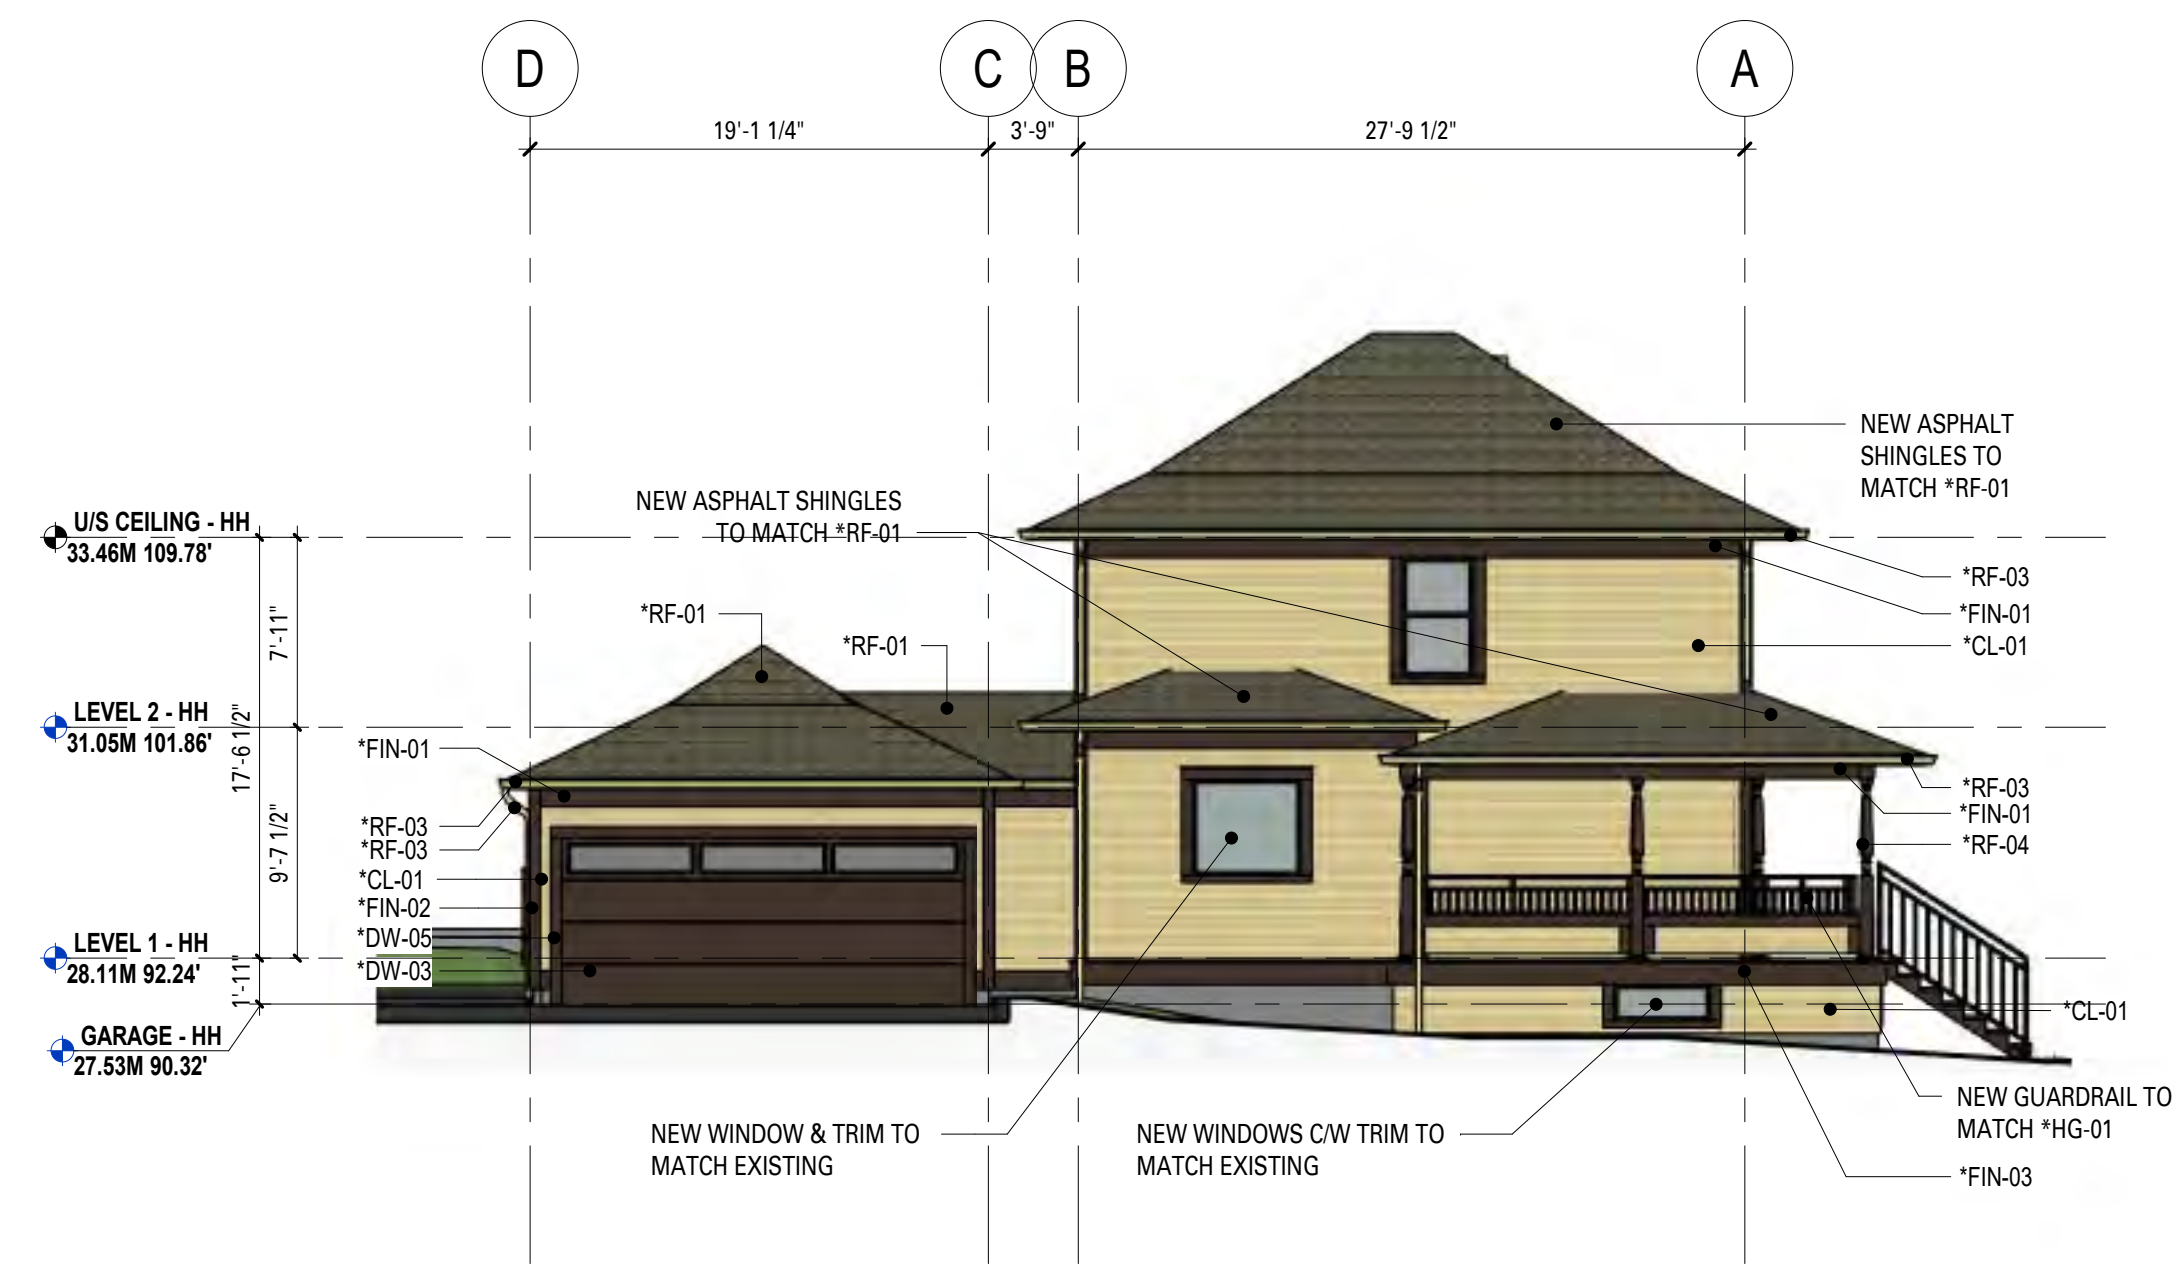 D
C
B
A
19'-1 1/4"
3'-9"
27'-9 1/2"
NEW ASPHALT
SHINGLES TO
MATCH *RF-01
NEW ASPHALT SHINGLES
TO MATCH *RF-01
U/S CEILING - HH
33.46M 109.78'
*RF-03
*FIN-01
*CL-01
*RF-01
*RF-01
7'-11"
17'-6 1/2"
9'-7 1/2"
1'-11"
LEVEL 2 - HH
31.05M 101.86'
*FIN-01
*RF-03
*RF-03
*CL-01
*FIN-02
*DW-05
*DW-03
*RF-03
*FIN-01
*RF-04
LEVEL 1 - HH
28.11M 92.24'
*CL-01
GARAGE - HH
27.53M 90.32'
NEW GUARDRAIL TO
MATCH *HG-01
NEW WINDOW & TRIM TO
MATCH EXISTING
NEW WINDOWS C/W TRIM TO
MATCH EXISTING
*FIN-03